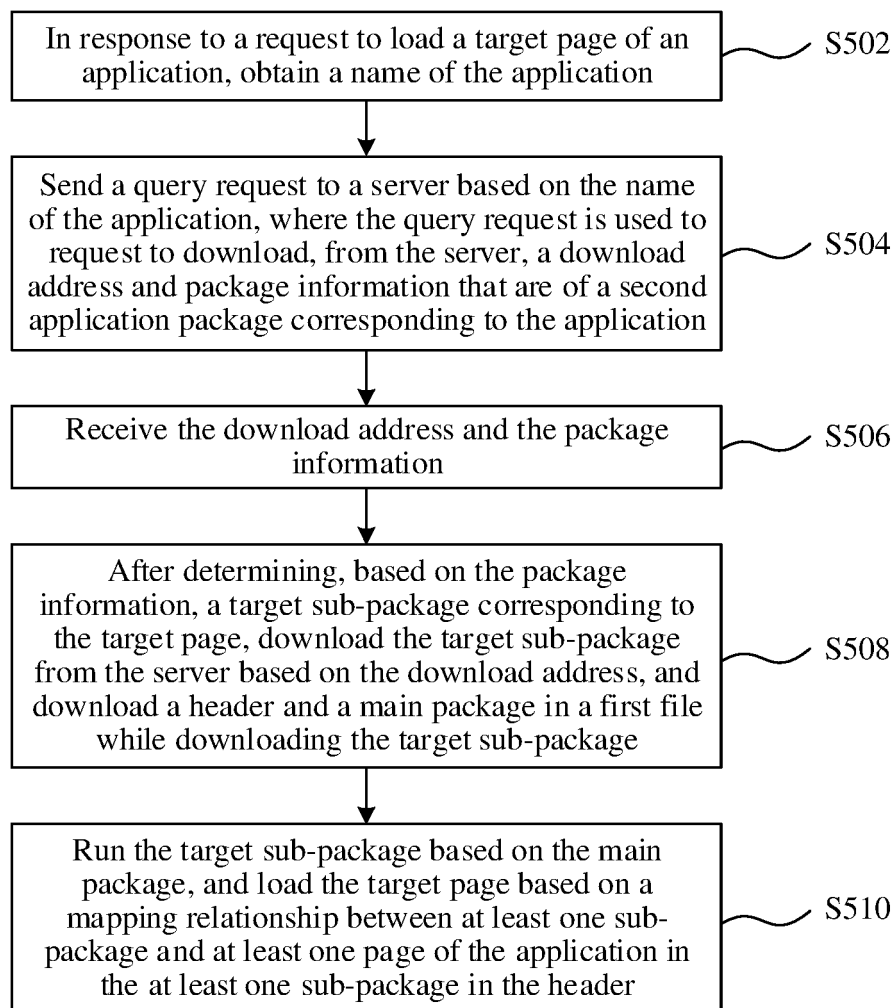 In response to a request to load a target page of an
application, obtain a name of the application
S502
Send a query request to a server based on the name
of the application, where the query request is used to
request to download, from the server, a download
address and package information that are of a second
application package corresponding to the application
S504
Receive the download address and the package
information
S506
After determining, based on the package
information, a target sub-package corresponding to
the target page, download the target sub-package
from the server based on the download address, and
download a header and a main package in a first file
while downloading the target sub-package
S508
Run the target sub-package based on the main
package, and load the target page based on a
mapping relationship between at least one sub-
package and at least one page of the application in
the at least one sub-package in the header
S510